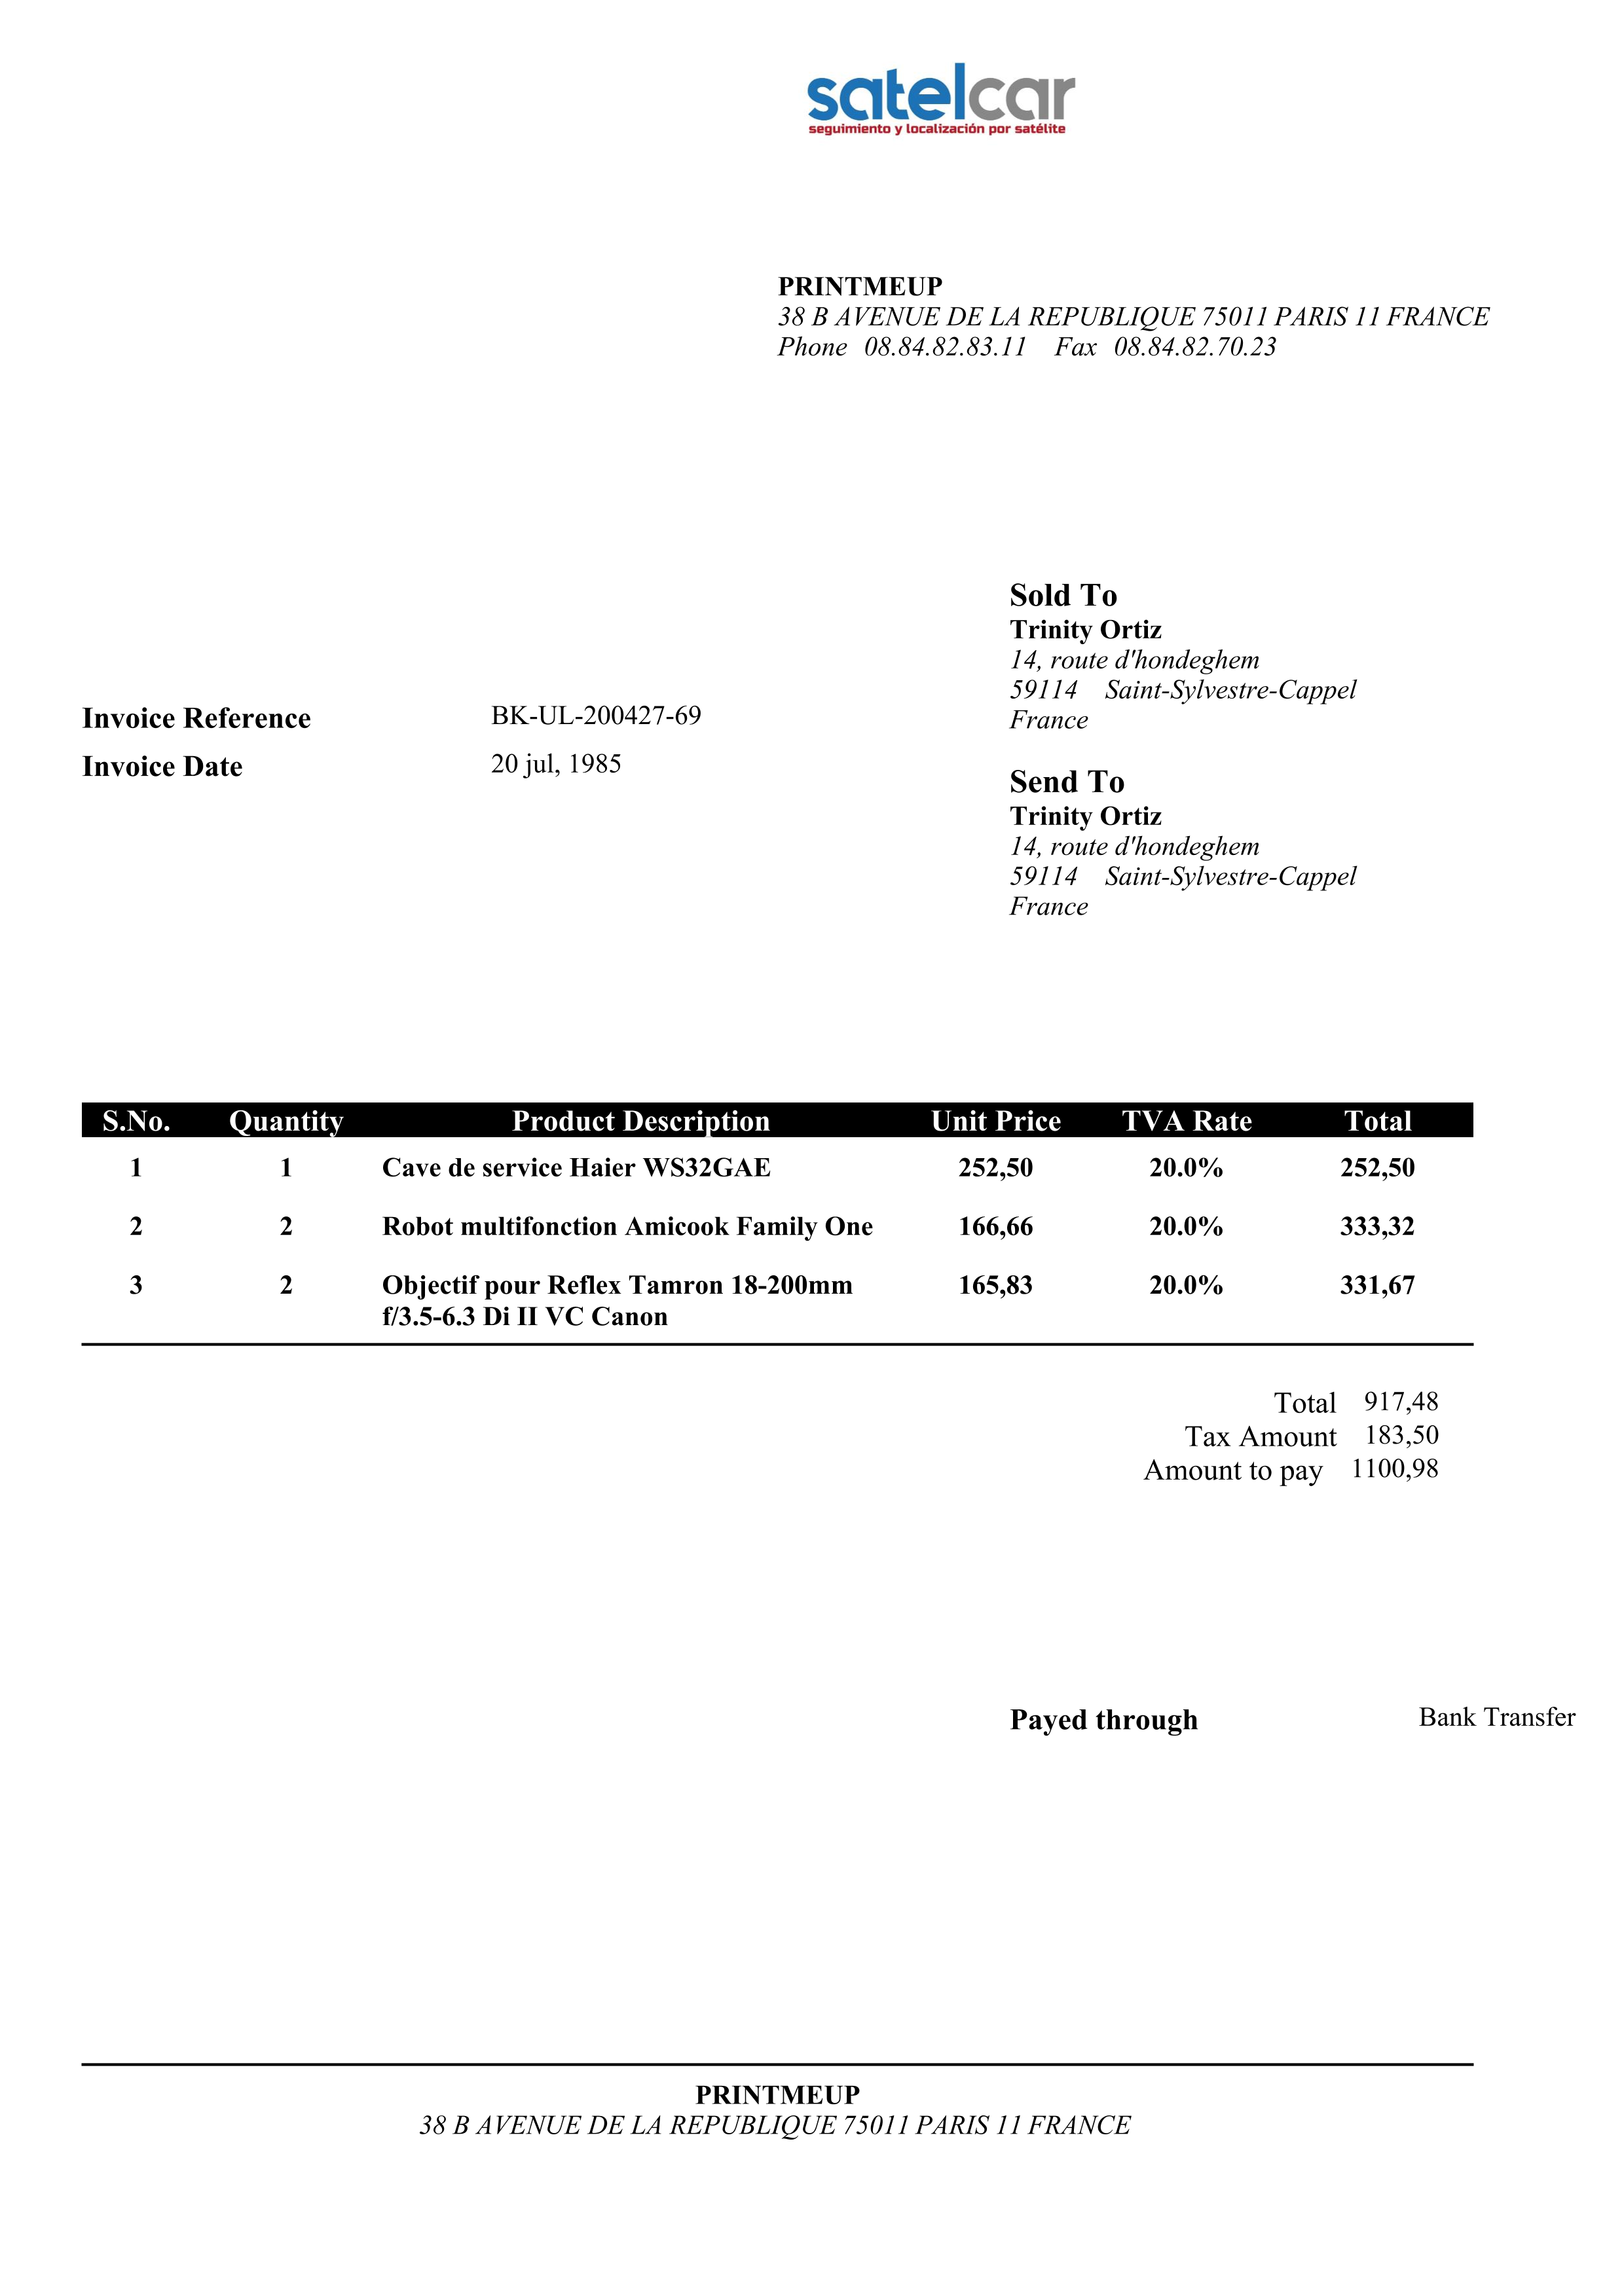 satelcar
seguimiento y localización por satélite
PRINTMEUP
38 B AVENUE DE LA REPUBLIQUE 75011 PARIS 11 FRANCE
Phone 08.84.82.83.11 Fax 08.84.82.70.23
Sold To
Trinity Ortiz
14, route d'hondeghem
59114 Saint-Sylvestre-Cappel
France
Invoice Reference BK-UL-200427-69
Invoice Date 20 jul, 1985
Send To
Trinity Ortiz
14, route d'hondeghem
59114 Saint-Sylvestre-Cappel
France
S.No. Quantity Product Description Unit Price TVA Rate Total
1 1 Cave de service Haier WS32GAE 252,50 20.0% 252,50
2 2 Robot multifonction Amicook Family One 166,66 20.0% 333,32
3 2 Objectif pour Reflex Tamron 18-200mm 165,83 20.0% 331,67
f/3.5-6.3 Di II VC Canon
Total 917,48
Tax Amount 183,50
Amount to pay 1100,98
Payed through Bank Transfer
PRINTMEUP
38 B AVENUE DE LA REPUBLIQUE 75011 PARIS 11 FRANCE